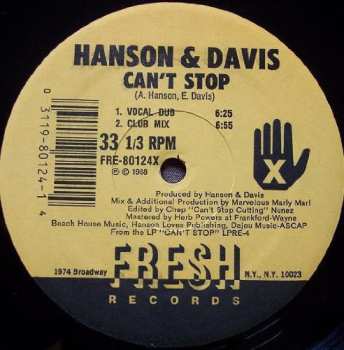 HANSON & DAVIS
CAN'T STOP
(A. Hanson, E. Davis)
1. VOCAL DUB 6:25
2. CLUB MIX 6:55
33 1/3 RPM
FRE-80124X
℗ © 1988
0 3119-80124-1 4
X
Produced by Hanson & Davis
Mix & Additional Production by Marvelous Marly Marl
Edited by Chep "Can't Stop Cutting" Nunez
Mastered by Herb Powers at Frankford-Wayne
Beach House Music, Hanson Loves Publishing, Dajou Music-ASCAP
From the LP "CAN'T STOP" LPRE-4
1974 Broadway
FRESH
N.Y., N.Y. 10023
RECORDS